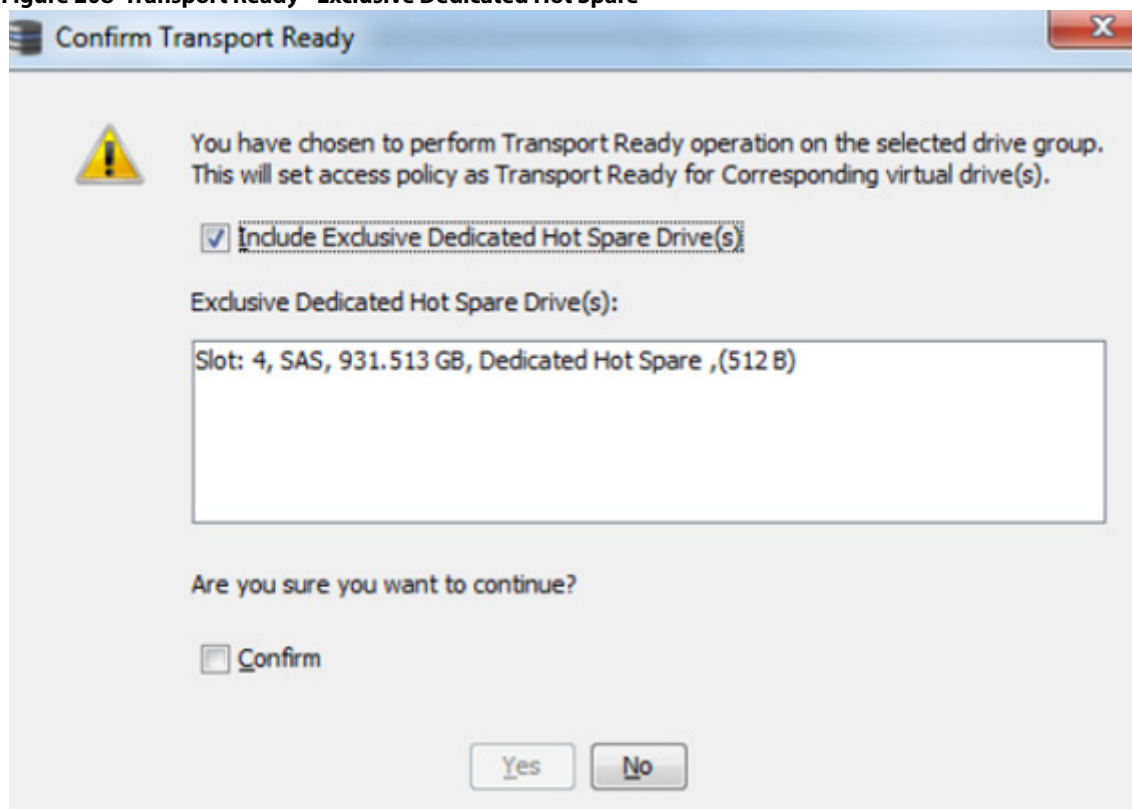 Figure 208 Transport Ready - Exclusive Dedicated Hot Spare
Confirm Transport Ready
You have chosen to perform Transport Ready operation on the selected drive group.
This will set access policy as Transport Ready for Corresponding virtual drive(s).
Include Exclusive Dedicated Hot Spare Drive(s)
Exclusive Dedicated Hot Spare Drive(s):
Slot: 4, SAS, 931.513 GB, Dedicated Hot Spare ,(512 B)
Are you sure you want to continue?
Confirm
Yes
No